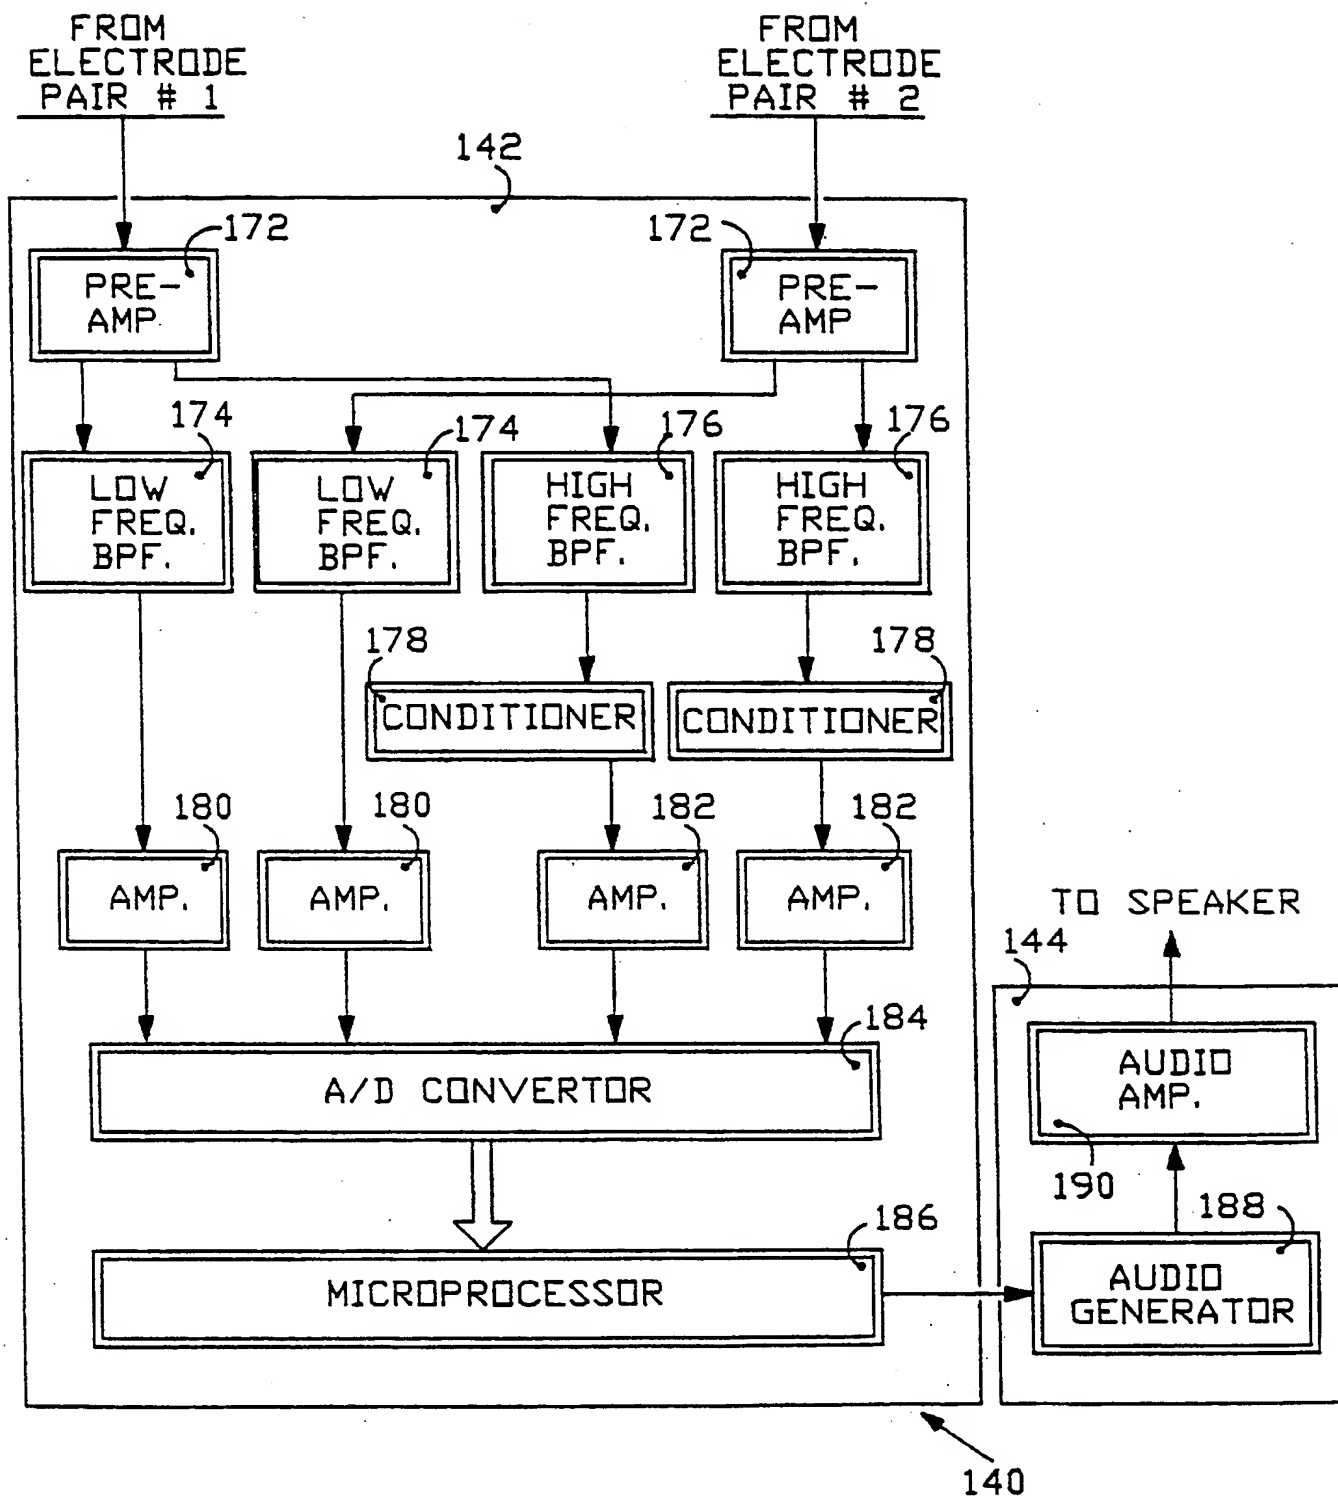 FROM
ELECTRODE
PAIR # 1
FROM
ELECTRODE
PAIR # 2
142
172
172
PRE-
AMP
PRE-
AMP
174
174
176
176
LOW
FREQ.
BPF.
LOW
FREQ.
BPF.
HIGH
FREQ.
BPF.
HIGH
FREQ.
BPF.
178
178
CONDITIONER
CONDITIONER
180
180
182
182
AMP.
AMP.
AMP.
AMP.
TO SPEAKER
144
184
A/D CONVERTOR
AUDIO
AMP.
190
186
188
MICROPROCESSOR
AUDIO
GENERATOR
140